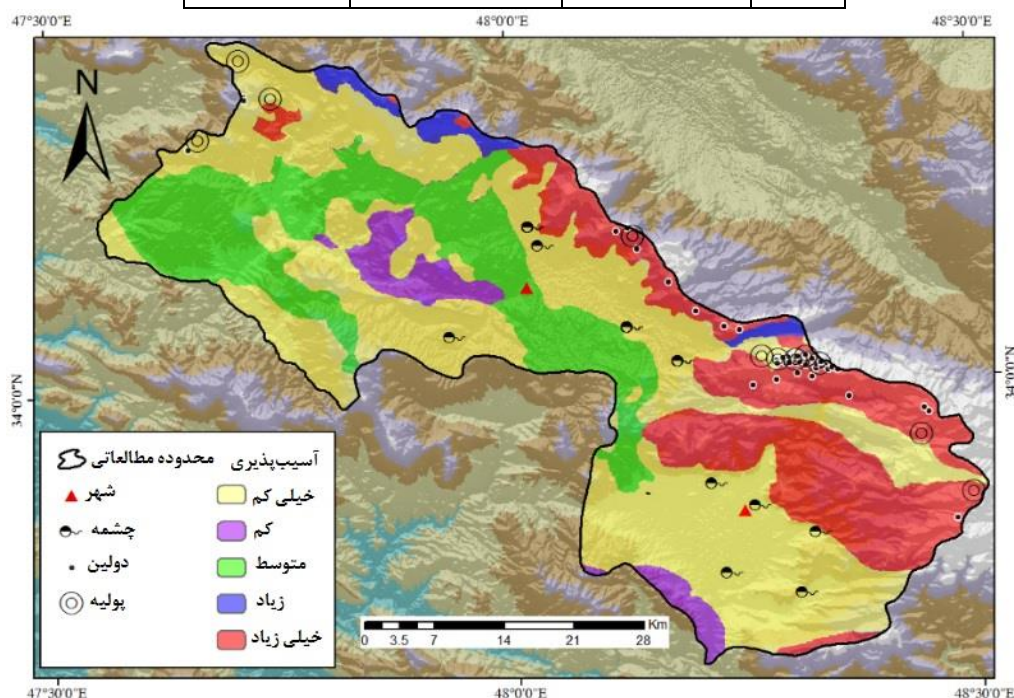 47°30'0"E 48°0'0"E 48°30'0"E
N
34°0'0"N
34°0'0"N
محدوده مطالعاتی آسیب‌پذیری
شهر خیلی کم
چشمه کم
دولین متوسط
پولیه زیاد
خیلی زیاد
Km
0 3.5 7 14 21 28
47°30'0"E 48°0'0"E 48°30'0"E